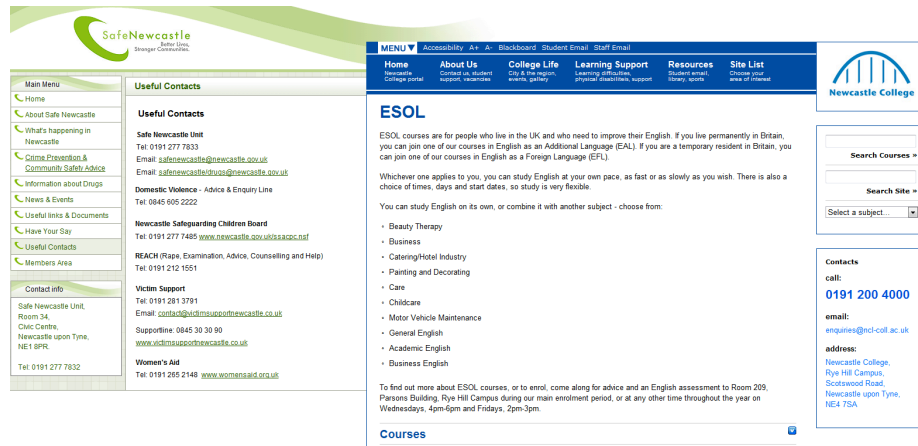 SafeNewcastle
Better Lives,
Stronger Communities.
Main Menu
Home
About Safe Newcastle
What's happening in
Newcastle
Crime Prevention &
Community Safety Advice
Information about Drugs
News & Events
Useful links & Documents
Have Your Say
Useful Contacts
Members Area
Contact info
Safe Newcastle Unit,
Room 34,
Civic Centre,
Newcastle upon Tyne,
NE1 8PR.
Tel: 0191 277 7832
Useful Contacts
Useful Contacts
Safe Newcastle Unit
Tel: 0191 277 7833
Email: safenewcastle@newcastle.gov.uk
Email: safenewcastle/drugs@newcastle.gov.uk
Domestic Violence - Advice & Enquiry Line
Tel: 0845 605 2222
Newcastle Safeguarding Children Board
Tel: 0191 277 7485 www.newcastle.gov.uk/ssacpc.nsf
REACH (Rape, Examination, Advice, Counselling and Help)
Tel: 0191 212 1551
Victim Support
Tel: 0191 281 3791
Email: contact@victimsupportnewcastle.co.uk
Supportline: 0845 30 30 90
www.victimsupportnewcastle.co.uk
Women's Aid
Tel: 0191 265 2148 www.womensaid.org.uk
MENU Accessibility A+ A- Blackboard Student Email Staff Email
Home About Us College Life Learning Support Resources Site List
Newcastle Contact us, student City & the region, Learning difficulties, Student email, Choose your
College portal support, vacancies events, gallery physical disabilities, support library, sports area of interest
ESOL
ESOL courses are for people who live in the UK and who need to improve their English. If you live permanently in Britain,
you can join one of our courses in English as an Additional Language (EAL). If you are a temporary resident in Britain, you
can join one of our courses in English as a Foreign Language (EFL).
Whichever one applies to you, you can study English at your own pace, as fast or as slowly as you wish. There is also a
choice of times, days and start dates, so study is very flexible.
You can study English on its own, or combine it with another subject - choose from:
Beauty Therapy
Business
Catering/Hotel Industry
Painting and Decorating
Care
Childcare
Motor Vehicle Maintenance
General English
Academic English
Business English
To find out more about ESOL courses, or to enrol, come along for advice and an English assessment to Room 209,
Parsons Building, Rye Hill Campus during our main enrolment period, or at any other time throughout the year on
Wednesdays, 4pm-6pm and Fridays, 2pm-3pm.
Courses
Newcastle College
Search Courses »
Search Site »
Select a subject...
Contacts
call:
0191 200 4000
email:
enquiries@ncl-coll.ac.uk
address:
Newcastle College,
Rye Hill Campus,
Scotswood Road,
Newcastle upon Tyne,
NE4 7SA